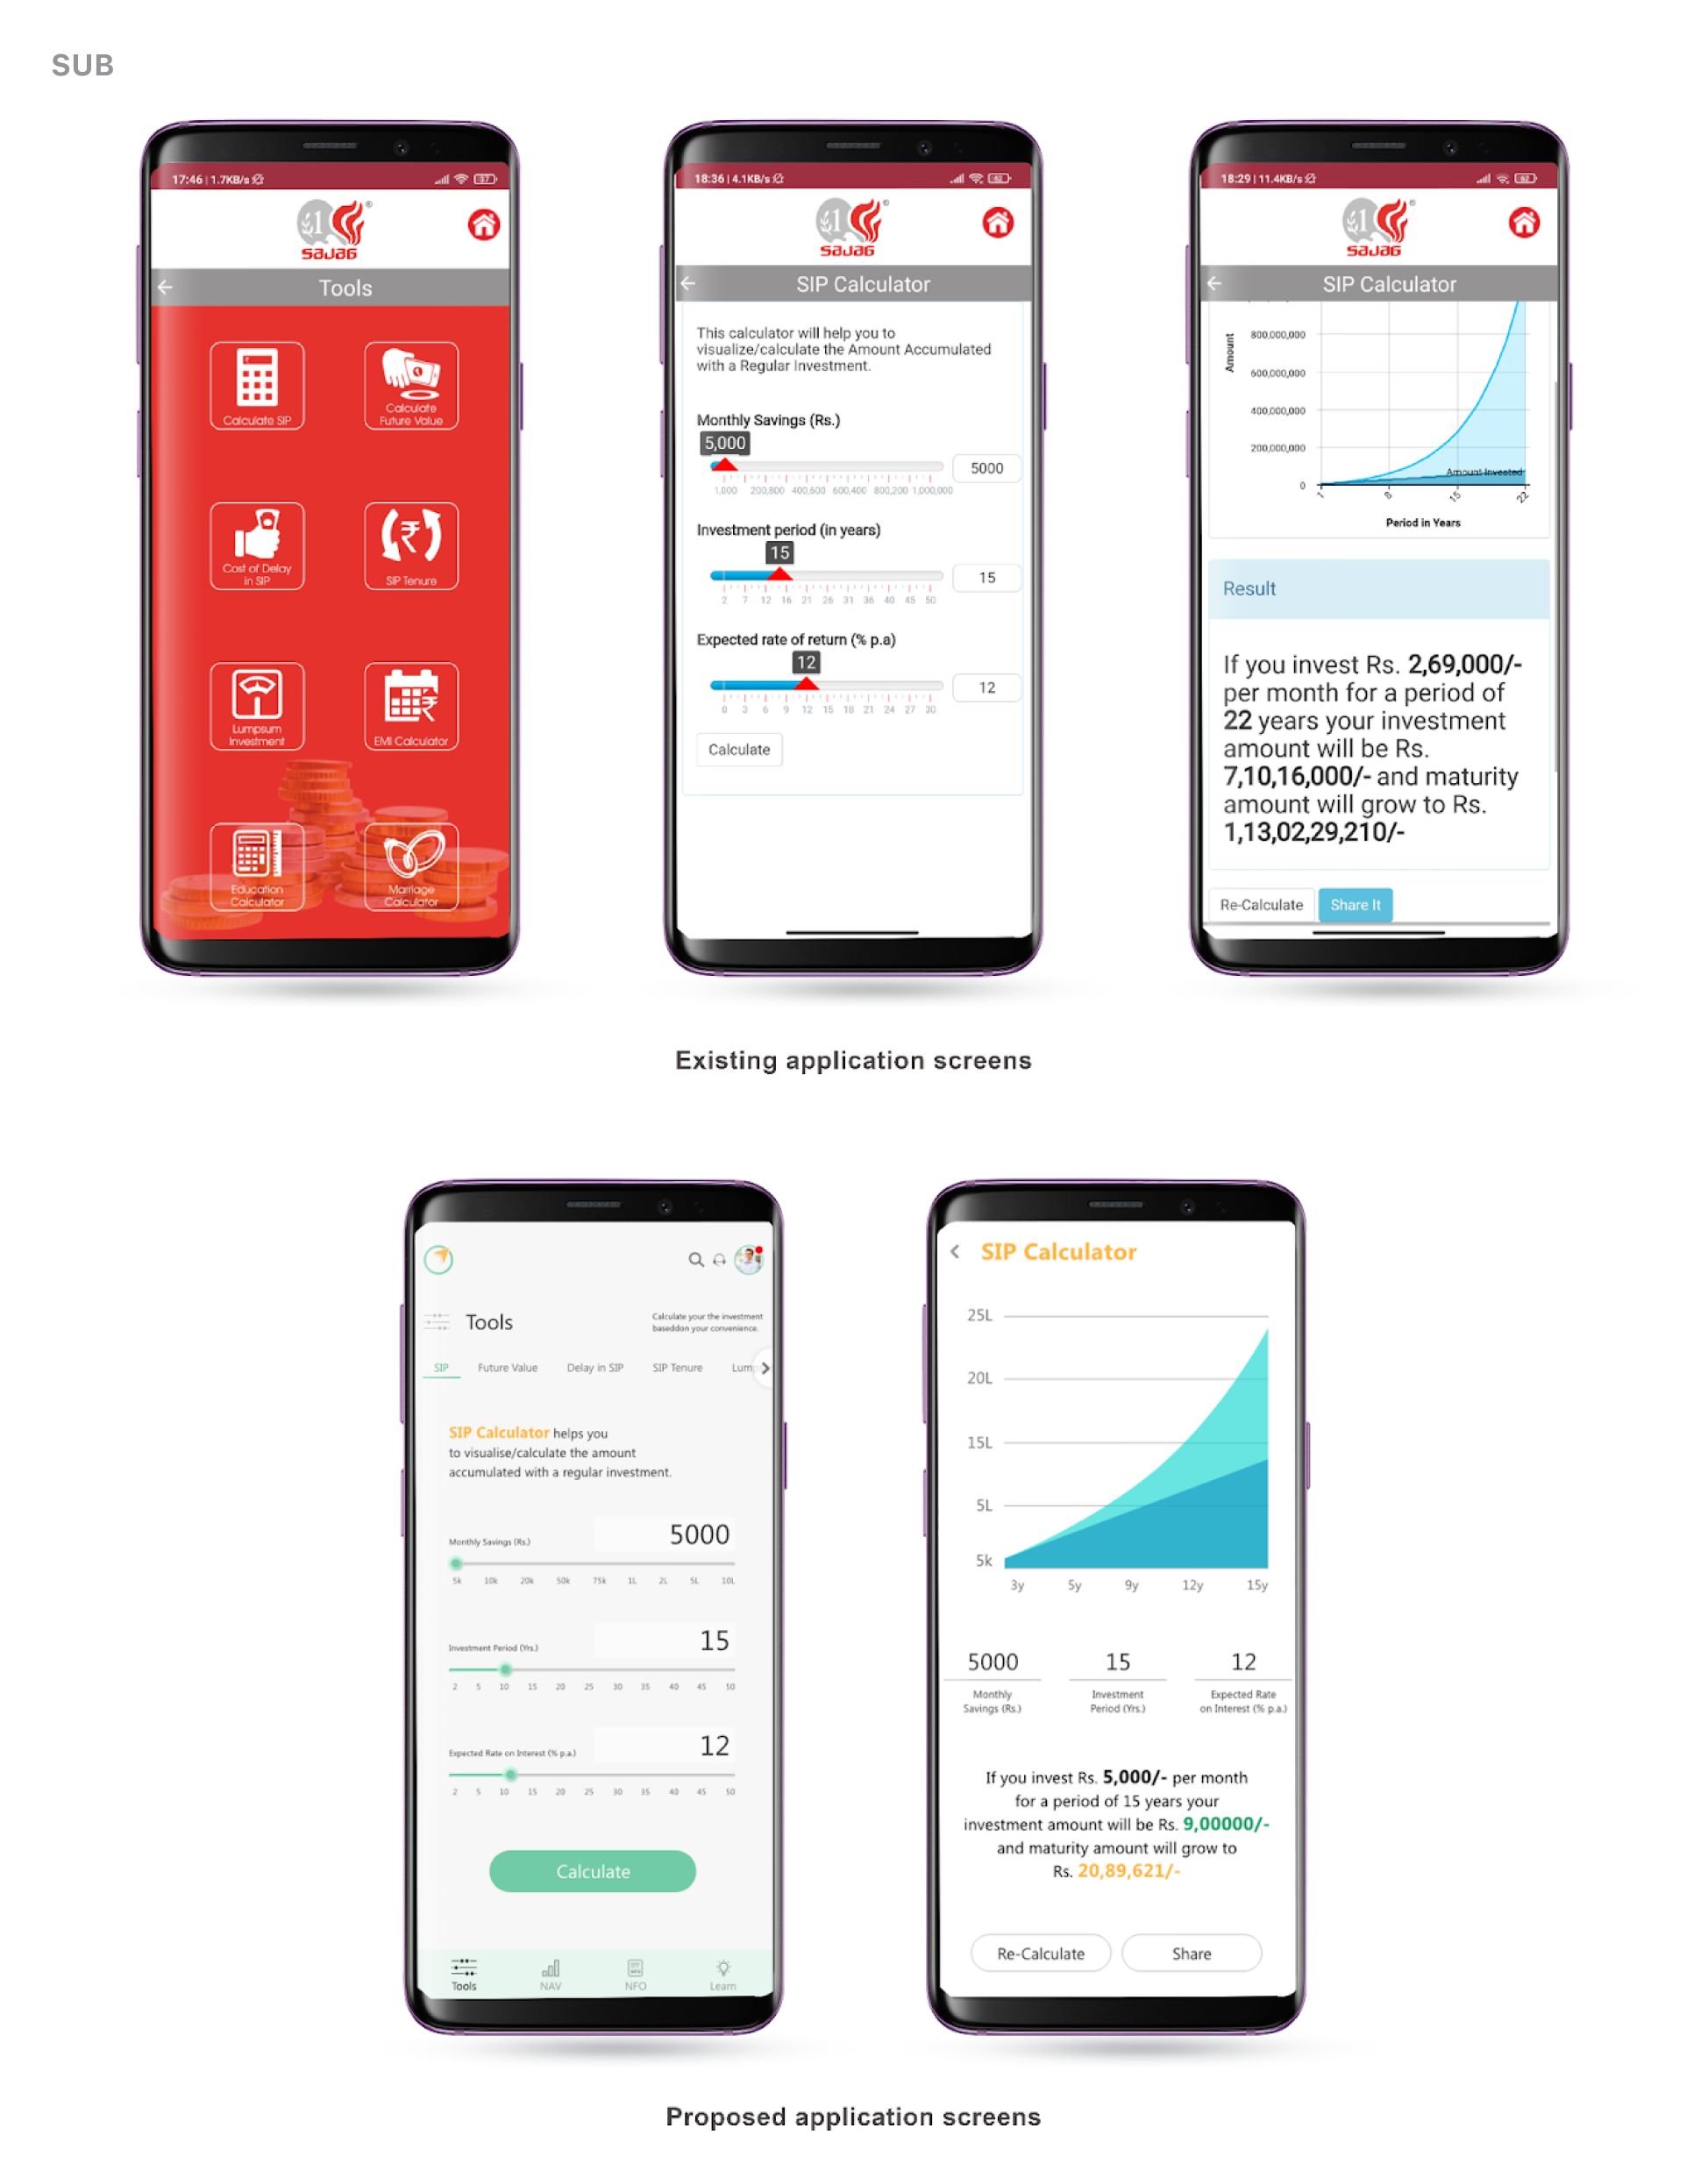 SUB
17:46 | 1.7KB/s
37
SAJAG
Tools
Calculate SIP
Calculate
Future Value
Cost of Delay
in SIP
SIP Tenure
Lumpsum
Investment
EMI Calculator
Education
Calculator
Marriage
Calculator
18:36 | 4.1KB/s
62
SAJAG
SIP Calculator
This calculator will help you to
visualize/calculate the Amount Accumulated
with a Regular Investment.
Monthly Savings (Rs.)
5,000
5000
1,000 200,800 400,600 600,400 800,200 1,000,000
Investment period (in years)
15
15
2 7 12 16 21 26 31 36 40 45 50
Expected rate of return (% p.a)
12
12
0 3 6 9 12 15 18 21 24 27 30
Calculate
18:29 | 11.4KB/s
62
SAJAG
SIP Calculator
Amount
800,000,000
600,000,000
400,000,000
200,000,000
0
Amount Invested
1 8 15 22
Period in Years
Result
If you invest Rs. 2,69,000/-
per month for a period of
22 years your investment
amount will be Rs.
7,10,16,000/- and maturity
amount will grow to Rs.
1,13,02,29,210/-
Re-Calculate Share It
Existing application screens
Tools
Calculate your the investment
baseddon your convenience.
SIP Future Value Delay in SIP SIP Tenure Lum
SIP Calculator helps you
to visualise/calculate the amount
accumulated with a regular investment.
Monthly Savings (Rs.) 5000
5k 10k 20k 50k 75k 1L 2L 5L 10L
Investment Period (Yrs.) 15
2 5 10 15 20 25 30 35 40 45 50
Expected Rate on Interest (% p.a.) 12
2 5 10 15 20 25 30 35 40 45 50
Calculate
Tools NAV NFO Learn
SIP Calculator
25L
20L
15L
5L
5k
3y 5y 9y 12y 15y
5000 15 12
Monthly
Savings (Rs.)
Investment
Period (Yrs.)
Expected Rate
on Interest (% p.a.)
If you invest Rs. 5,000/- per month
for a period of 15 years your
investment amount will be Rs. 9,00000/-
and maturity amount will grow to
Rs. 20,89,621/-
Re-Calculate Share
Proposed application screens